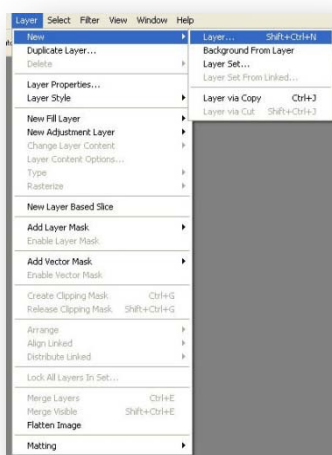 Layer Select Filter View Window Help
New
Duplicate Layer...
Delete
Layer Properties...
Layer Style
New Fill Layer
New Adjustment Layer
Change Layer Content
Layer Content Options...
Type
Rasterize
New Layer Based Slice
Add Layer Mask
Enable Layer Mask
Add Vector Mask
Enable Vector Mask
Create Clipping Mask Ctrl+G
Release Clipping Mask Shift+Ctrl+G
Arrange
Align Linked
Distribute Linked
Lock All Layers In Set...
Merge Layers Ctrl+E
Merge Visible Shift+Ctrl+E
Flatten Image
Matting
Layer... Shift+Ctrl+N
Background From Layer
Layer Set...
Layer Set From Linked...
Layer via Copy Ctrl+J
Layer via Cut Shift+Ctrl+J